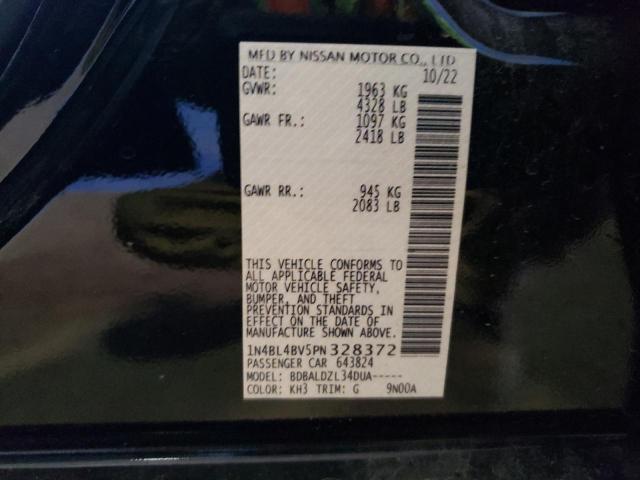 MFD BY NISSAN MOTOR CO., LTD
DATE: 10/22
GVWR: 1963 KG
4328 LB
GAWR FR.: 1097 KG
2418 LB
GAWR RR.: 945 KG
2083 LB
THIS VEHICLE CONFORMS TO
ALL APPLICABLE FEDERAL
MOTOR VEHICLE SAFETY,
BUMPER, AND THEFT
PREVENTION STANDARDS IN
EFFECT ON THE DATE OF
MANUFACTURE SHOWN ABOVE.
1N4BL4BV5PN328372
PASSENGER CAR 643824
MODEL: BDBALDZL34DUA-----
COLOR: KH3 TRIM: G 9N00A